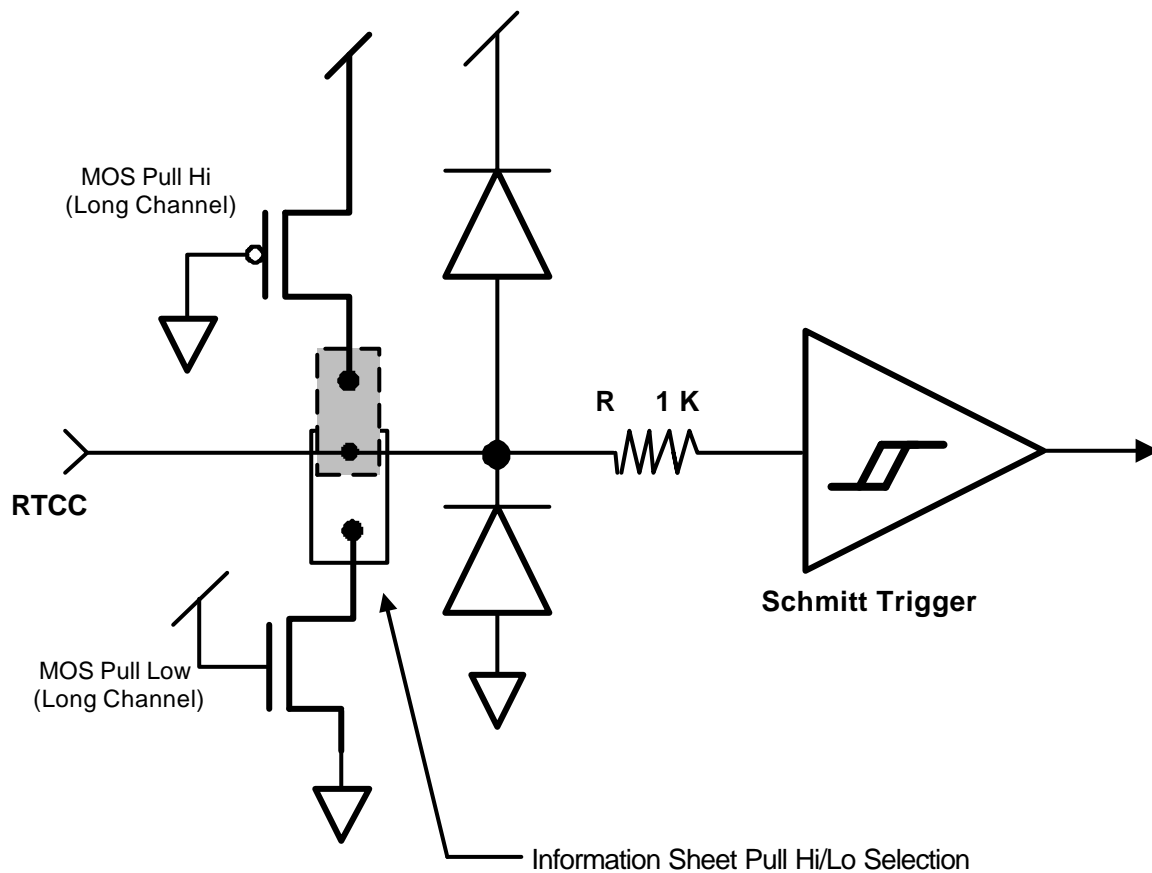 MOS Pull Hi
(Long Channel)
R 1 K
RTCC
Schmitt Trigger
MOS Pull Low
(Long Channel)
Information Sheet Pull Hi/Lo Selection